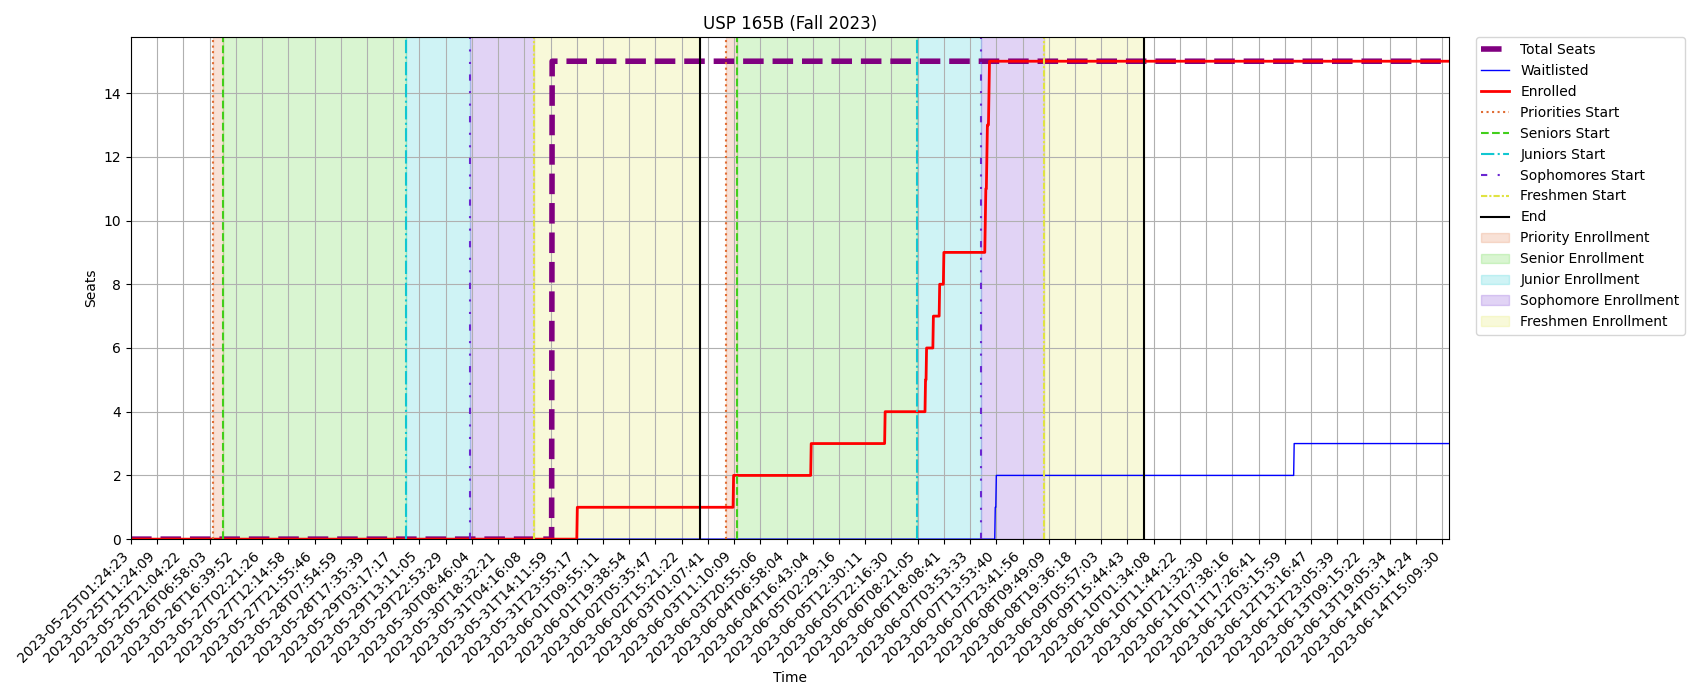 USP 165B (Fall 2023)
Total Seats
Waitlisted
Enrolled
Priorities Start
Seniors Start
Juniors Start
Sophomores Start
Freshmen Start
End
Priority Enrollment
Senior Enrollment
Junior Enrollment
Sophomore Enrollment
Freshmen Enrollment
Seats
14
12
10
8
6
4
2
0
2023-05-25T01:24:23
2023-05-25T11:24:09
2023-05-25T21:04:22
2023-05-26T06:58:03
2023-05-26T16:39:52
2023-05-27T02:21:26
2023-05-27T12:14:58
2023-05-27T21:55:46
2023-05-28T07:54:59
2023-05-28T17:35:39
2023-05-29T03:17:17
2023-05-29T13:11:05
2023-05-29T22:53:29
2023-05-30T08:46:04
2023-05-30T18:32:21
2023-05-31T04:16:08
2023-05-31T14:11:59
2023-05-31T23:55:17
2023-06-01T09:55:11
2023-06-01T19:38:54
2023-06-02T05:35:47
2023-06-02T15:21:22
2023-06-03T01:07:41
2023-06-03T11:10:09
2023-06-03T20:55:06
2023-06-04T06:58:04
2023-06-04T16:43:04
2023-06-05T02:29:16
2023-06-05T12:30:11
2023-06-05T22:16:30
2023-06-06T08:21:05
2023-06-06T18:08:41
2023-06-07T03:53:33
2023-06-07T13:53:40
2023-06-07T23:41:56
2023-06-08T09:49:09
2023-06-08T19:36:18
2023-06-09T05:57:03
2023-06-09T15:44:43
2023-06-10T01:34:08
2023-06-10T11:44:22
2023-06-10T21:32:30
2023-06-11T07:38:16
2023-06-11T17:26:41
2023-06-12T03:15:59
2023-06-12T13:16:47
2023-06-12T23:05:39
2023-06-13T09:15:22
2023-06-13T19:05:34
2023-06-14T05:14:24
2023-06-14T15:09:30
Time